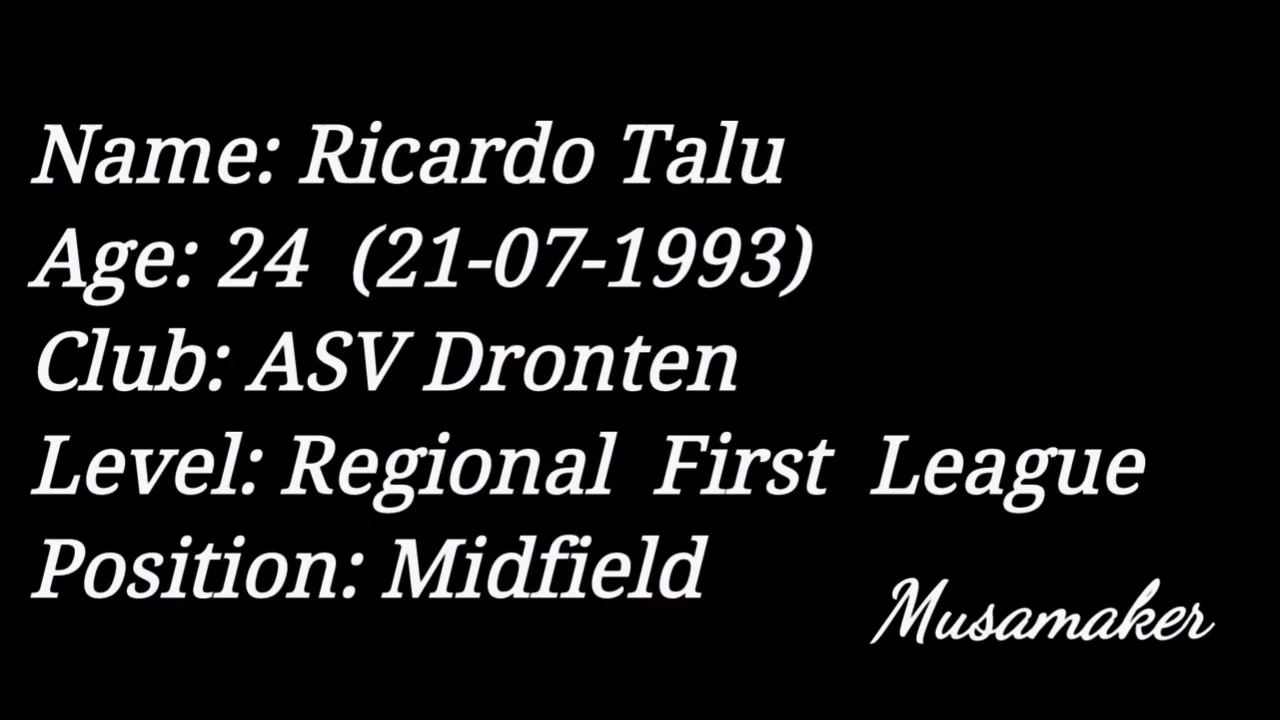 Name: Ricardo Talu
Age: 24 (21-07-1993)
Club: ASV Dronten
Level: Regional First League
Position: Midfield
Musamaker